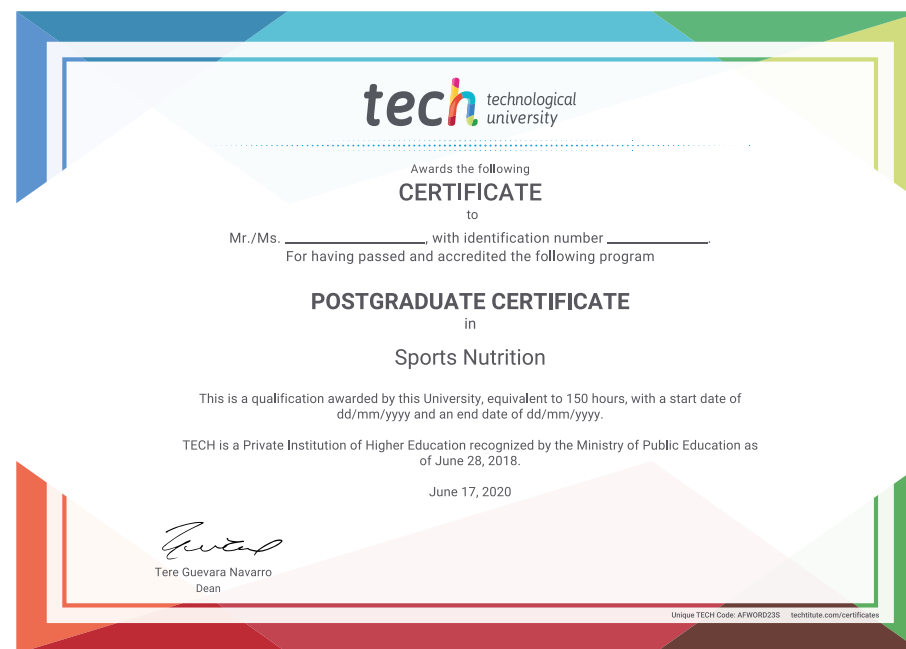 tech technological
university
Awards the following
CERTIFICATE
to
Mr./Ms. ____________________, with identification number ______________.
For having passed and accredited the following program
POSTGRADUATE CERTIFICATE
in
Sports Nutrition
This is a qualification awarded by this University, equivalent to 150 hours, with a start date of
dd/mm/yyyy and an end date of dd/mm/yyyy.
TECH is a Private Institution of Higher Education recognized by the Ministry of Public Education as
of June 28, 2018.
June 17, 2020
Tere Guevara Navarro
Dean
Unique TECH Code: AFWORD23S techtitute.com/certificates